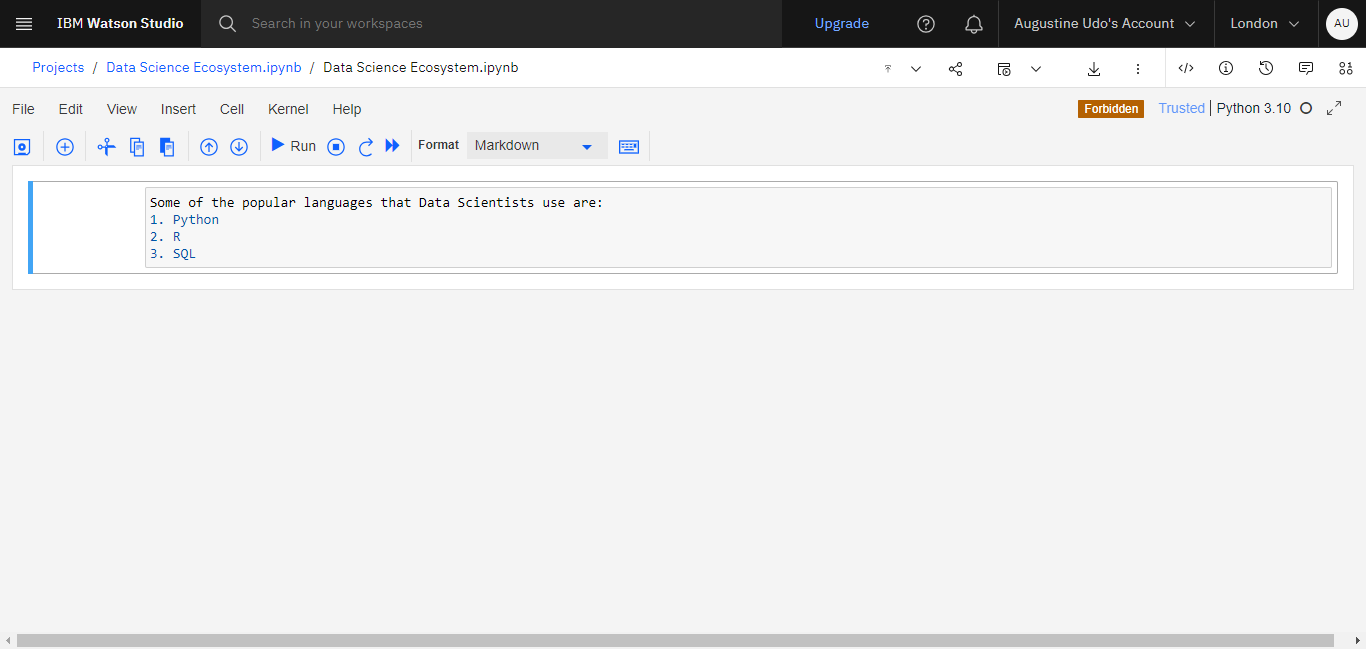 IBM Watson Studio Search in your workspaces Upgrade Augustine Udo's Account London AU
Projects / Data Science Ecosystem.ipynb / Data Science Ecosystem.ipynb
File Edit View Insert Cell Kernel Help Forbidden Trusted Python 3.10
Run Format Markdown
Some of the popular languages that Data Scientists use are:
1. Python
2. R
3. SQL